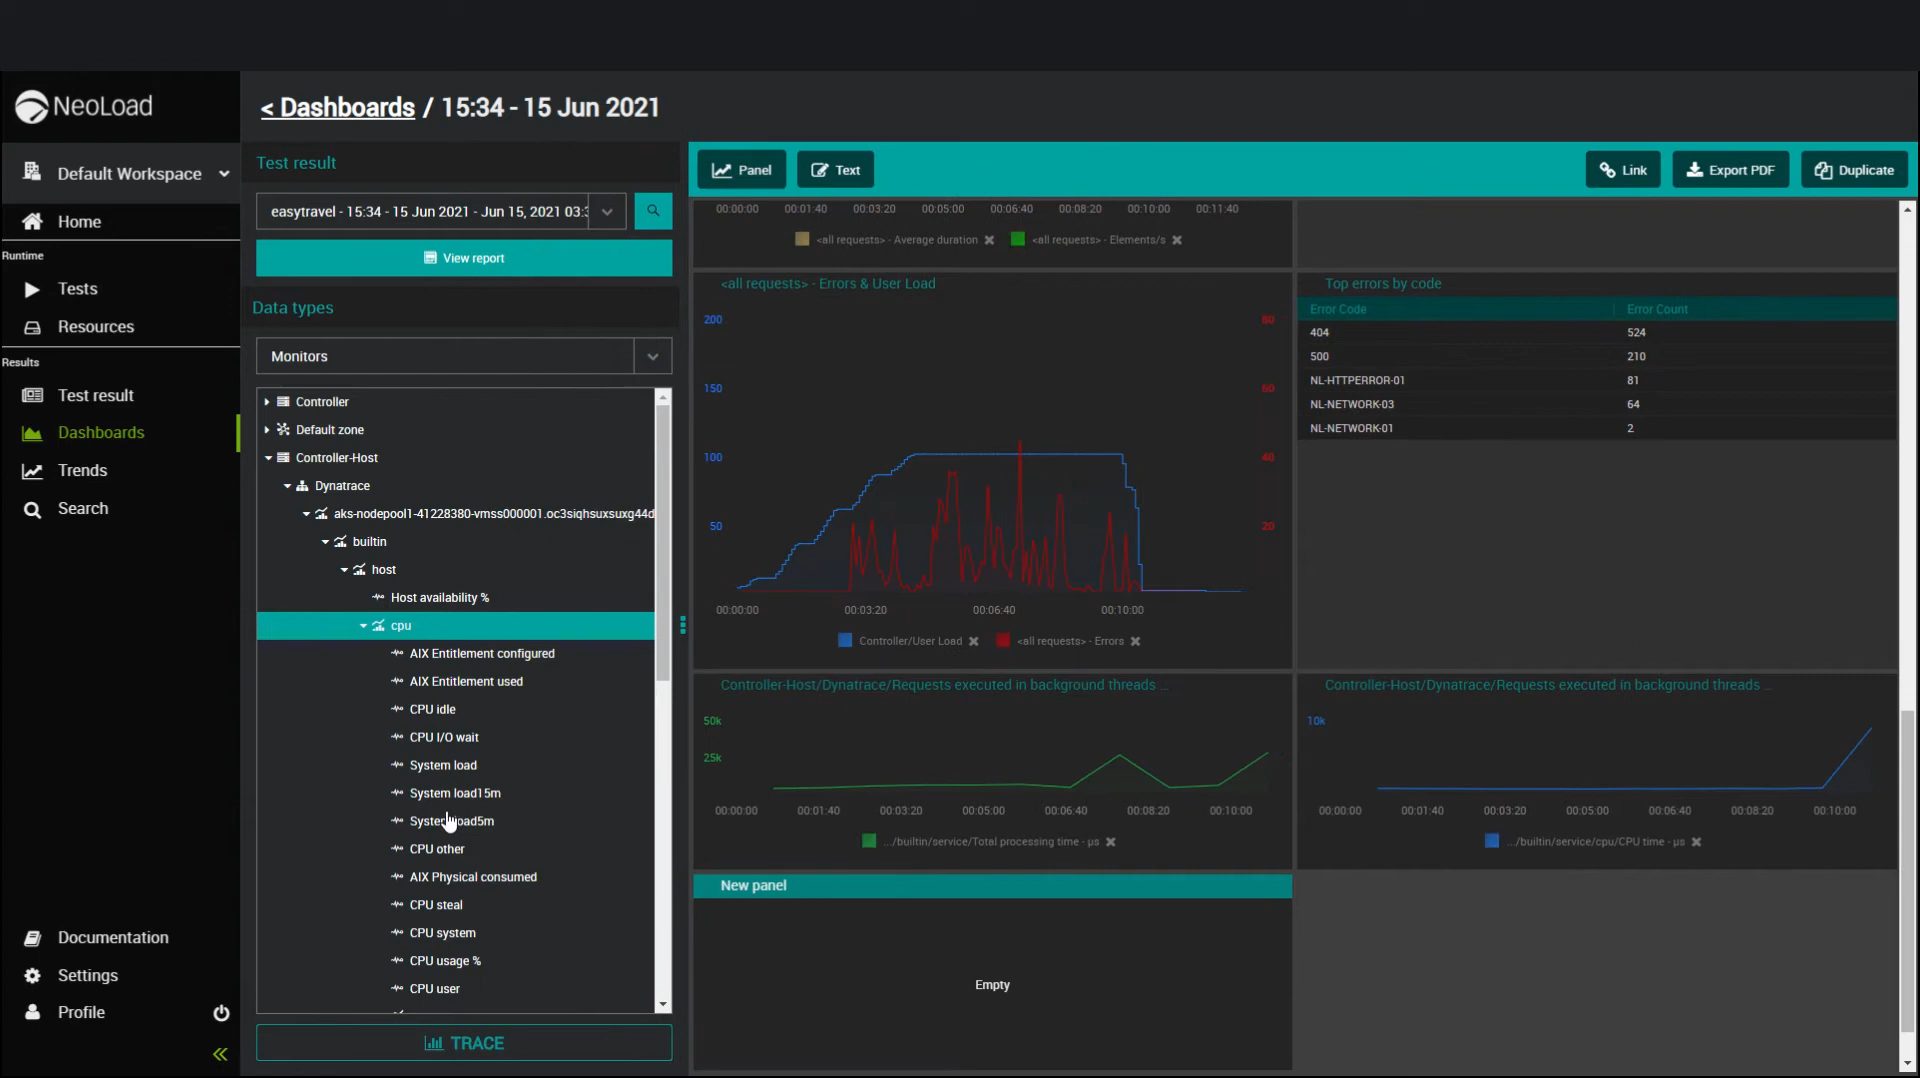 NeoLoad
Default Workspace
Home
Runtime
Tests
Resources
Results
Test result
Dashboards
Trends
Search
Documentation
Settings
Profile
< Dashboards / 15:34 - 15 Jun 2021
Test result
easytravel - 15:34 - 15 Jun 2021 - Jun 15, 2021 03:3
View report
Data types
Monitors
Controller
Default zone
Controller-Host
Dynatrace
aks-nodepool1-41228380-vmss000001.oc3siqhsuxsuxg44d
builtin
host
Host availability %
cpu
AIX Entitlement configured
AIX Entitlement used
CPU idle
CPU I/O wait
System load
System load15m
System load5m
CPU other
AIX Physical consumed
CPU steal
CPU system
CPU usage %
CPU user
TRACE
Panel
Text
Link
Export PDF
Duplicate
00:00:00 00:01:40 00:03:20 00:05:00 00:06:40 00:08:20 00:10:00 00:11:40
<all requests> - Average duration <all requests> - Elements/s
<all requests> - Errors & User Load
200 80
150 60
100 40
50 20
00:00:00 00:03:20 00:06:40 00:10:00
Controller/User Load <all requests> - Errors
Top errors by code
Error Code Error Count
404 524
500 210
NL-HTTPERROR-01 81
NL-NETWORK-03 64
NL-NETWORK-01 2
Controller-Host/Dynatrace/Requests executed in background threads ...
50k
25k
00:00:00 00:01:40 00:03:20 00:05:00 00:06:40 00:08:20 00:10:00
.../builtin/service/Total processing time - µs
Controller-Host/Dynatrace/Requests executed in background threads ...
10k
00:00:00 00:01:40 00:03:20 00:05:00 00:06:40 00:08:20 00:10:00
.../builtin/service/cpu/CPU time - µs
New panel
Empty